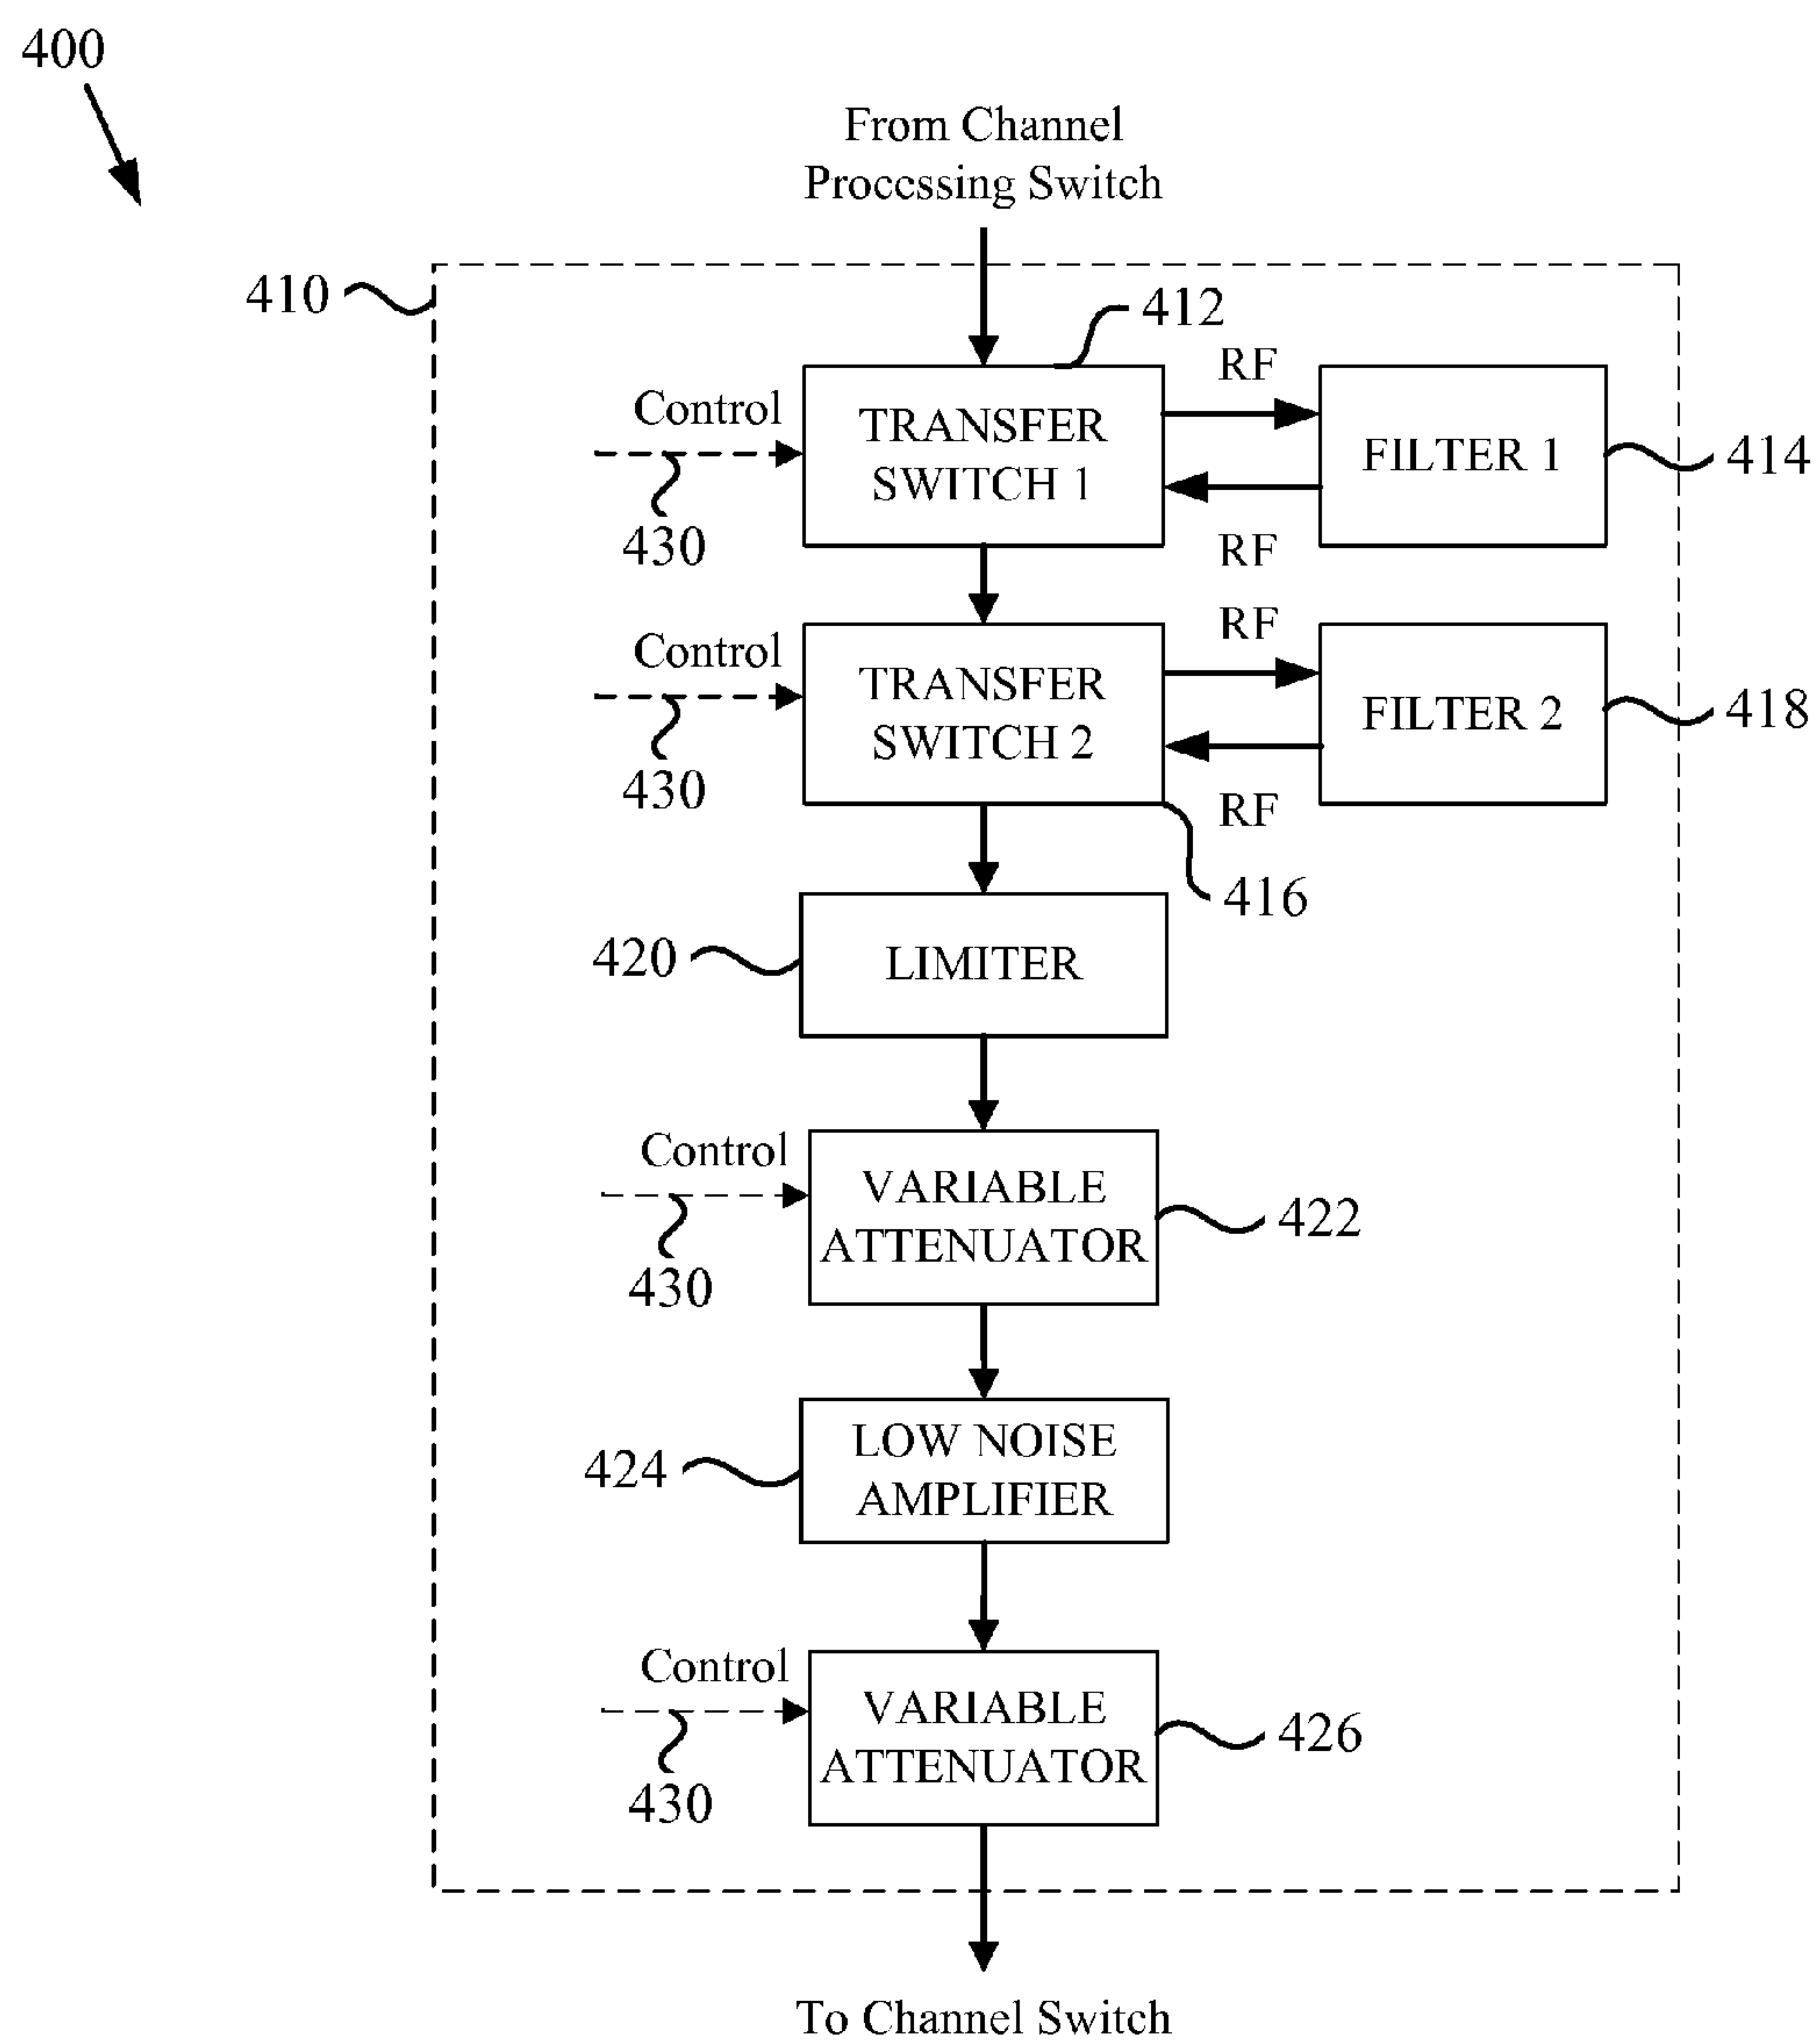 400
From Channel
Proccssing Switch
410
412
RF
Control
TRANSFER
SWITCH 1
FILTER 1
414
430
RF
RF
Control
TRANSFER
SWITCH 2
FILTER 2
418
430
RF
416
420
LIMITER
Control
VARIABLE
ATTENUATOR
422
430
LOW NOISE
AMPLIFIER
424
Control
VARIABLE
ATTENUATOR
426
430
To Channel Switch